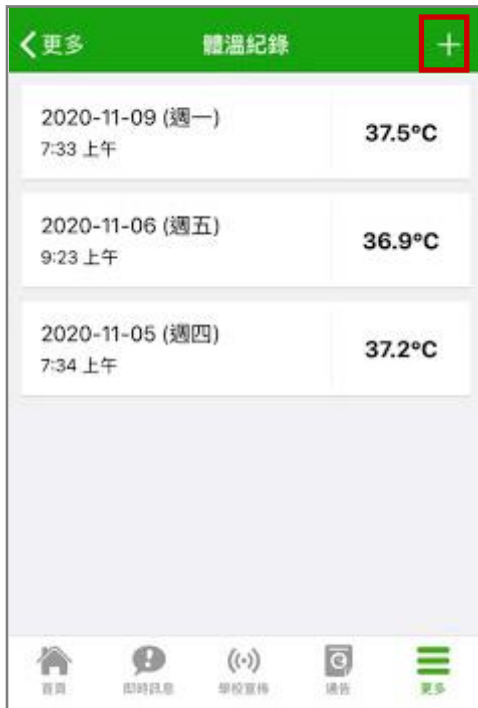 更多 體溫紀錄 +
2020-11-09 (週一)
7:33 上午
37.5°C
2020-11-06 (週五)
9:23 上午
36.9°C
2020-11-05 (週四)
7:34 上午
37.2°C
首頁 即時訊息 學校宣佈 通告 更多